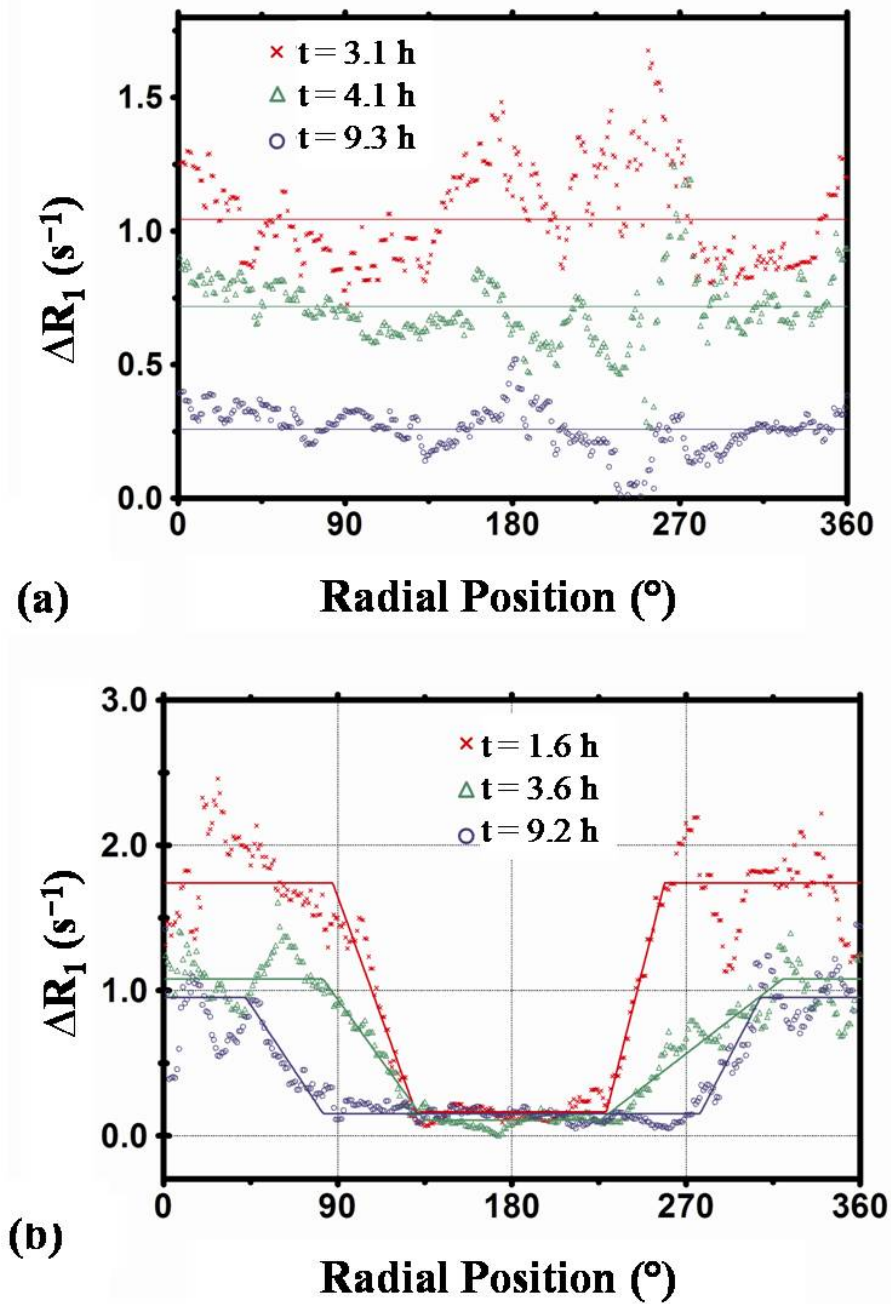 × t = 3.1 h
△ t = 4.1 h
○ t = 9.3 h
1.5
1.0
0.5
0.0
ΔR₁ (s⁻¹)
0 90 180 270 360
(a) Radial Position (°)
3.0
× t = 1.6 h
△ t = 3.6 h
○ t = 9.2 h
2.0
1.0
0.0
ΔR₁ (s⁻¹)
0 90 180 270 360
(b)
Radial Position (°)